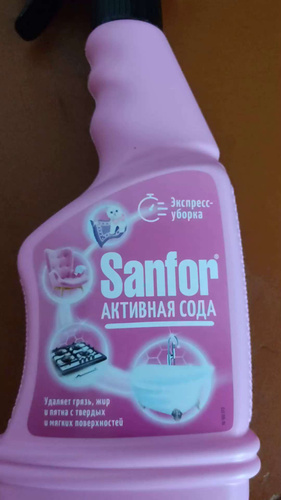 Экспресс-
уборка
Sanfor®
АКТИВНАЯ СОДА
Удаляет грязь, жир
и пятна с твердых
и мягких поверхностей